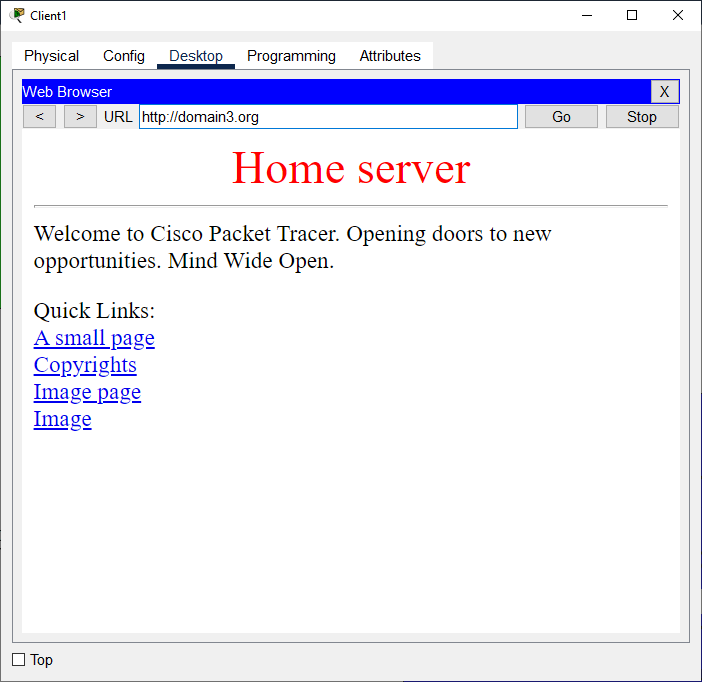 Client1
Physical Config Desktop Programming Attributes
Web Browser X
< > URL http://domain3.org Go Stop
Home server
Welcome to Cisco Packet Tracer. Opening doors to new
opportunities. Mind Wide Open.
Quick Links:
A small page
Copyrights
Image page
Image
Top